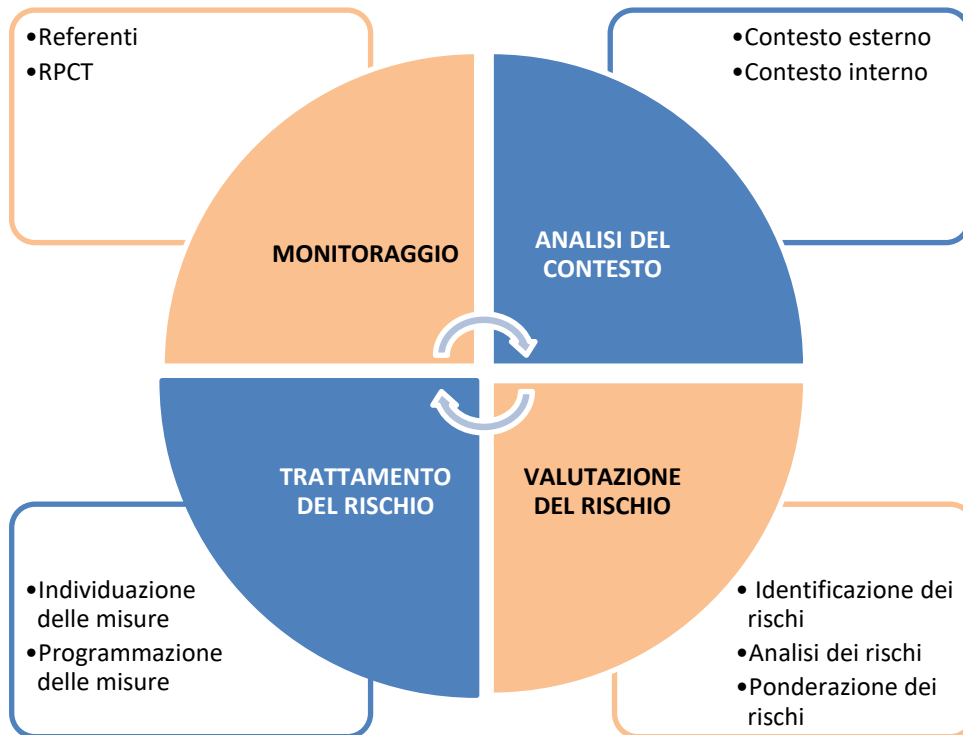 •Referenti
•RPCT
•Contesto esterno
•Contesto interno
MONITORAGGIO
ANALISI DEL
CONTESTO
TRATTAMENTO
DEL RISCHIO
VALUTAZIONE
DEL RISCHIO
•Individuazione
delle misure
•Programmazione
delle misure
• Identificazione dei
rischi
•Analisi dei rischi
•Ponderazione dei
rischi